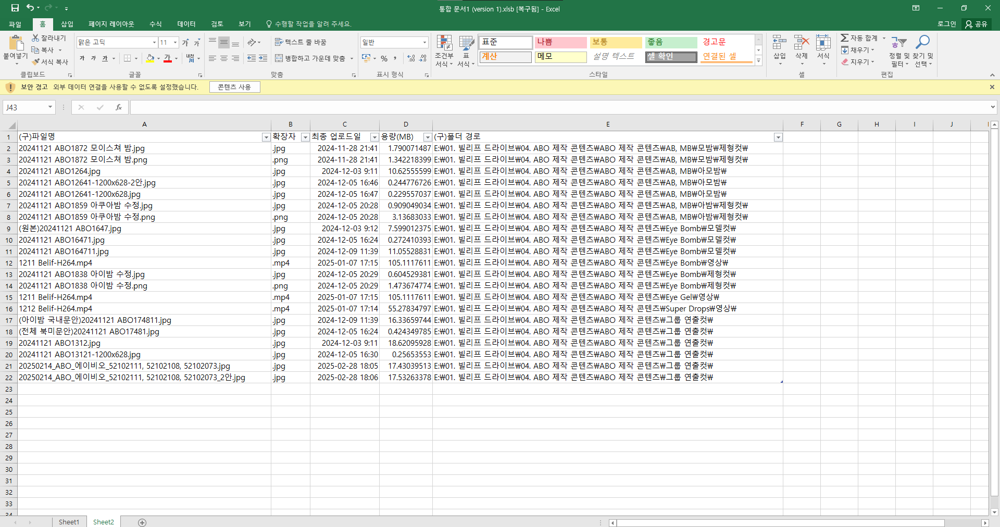 통합 문서1 (version 1).xlsb [복구됨] - Excel
파일 홈 삽입 페이지 레이아웃 수식 데이터 검토 보기 수행할 작업을 알려 주세요. 로그인 공유
붙여넣기 잘라내기 복사 서식 복사 클립보드
맑은 고딕 11 가 가 가 가 가 가 내천 글꼴
텍스트 줄 바꿈 병합하고 가운데 맞춤 맞춤
일반 % 표시 형식
조건부 서식 표 서식 표준 나쁨 보통 좋음 경고문
계산 메모 설명 텍스트 셀 확인 연결된 셀 스타일
삽입 삭제 서식 셀
자동 합계 채우기 지우기 정렬 및 필터 찾기 및 선택 편집
보안 경고 외부 데이터 연결을 사용할 수 없도록 설정했습니다. 콘텐츠 사용
J43 fx
A B C D E F G H I J
1 (구)파일명 확장자 최종 업로드일 용량(MB) (구)폴더 경로
2 20241121 ABO1872 모이스쳐 밤.jpg .jpg 2024-11-28 21:41 1.790071487 E:₩01. 빌리프 드라이브₩04. ABO 제작 콘텐츠₩ABO 제작 콘텐츠₩AB, MB₩모밤₩제형컷₩
3 20241121 ABO1872 모이스쳐 밤.png .png 2024-11-28 21:41 1.342218399 E:₩01. 빌리프 드라이브₩04. ABO 제작 콘텐츠₩ABO 제작 콘텐츠₩AB, MB₩모밤₩제형컷₩
4 20241121 ABO1264.jpg .jpg 2024-12-03 9:11 10.62555599 E:₩01. 빌리프 드라이브₩04. ABO 제작 콘텐츠₩ABO 제작 콘텐츠₩AB, MB₩아모밤₩
5 20241121 ABO12641-1200x628-2안.jpg .jpg 2024-12-05 16:46 0.244776726 E:₩01. 빌리프 드라이브₩04. ABO 제작 콘텐츠₩ABO 제작 콘텐츠₩AB, MB₩아모밤₩
6 20241121 ABO12641-1200x628.jpg .jpg 2024-12-05 16:47 0.229557037 E:₩01. 빌리프 드라이브₩04. ABO 제작 콘텐츠₩ABO 제작 콘텐츠₩AB, MB₩아모밤₩
7 20241121 ABO1859 아쿠아밤 수정.jpg .jpg 2024-12-05 20:28 0.909049034 E:₩01. 빌리프 드라이브₩04. ABO 제작 콘텐츠₩ABO 제작 콘텐츠₩AB, MB₩아밤₩제형컷₩
8 20241121 ABO1859 아쿠아밤 수정.png .png 2024-12-05 20:28 3.13683033 E:₩01. 빌리프 드라이브₩04. ABO 제작 콘텐츠₩ABO 제작 콘텐츠₩AB, MB₩아밤₩제형컷₩
9 (원본)20241121 ABO1647.jpg .jpg 2024-12-03 9:12 7.599012375 E:₩01. 빌리프 드라이브₩04. ABO 제작 콘텐츠₩ABO 제작 콘텐츠₩Eye Bomb₩모델컷₩
10 20241121 ABO16471.jpg .jpg 2024-12-05 16:24 0.272410393 E:₩01. 빌리프 드라이브₩04. ABO 제작 콘텐츠₩ABO 제작 콘텐츠₩Eye Bomb₩모델컷₩
11 20241121 ABO164711.jpg .jpg 2024-12-09 11:39 11.05528831 E:₩01. 빌리프 드라이브₩04. ABO 제작 콘텐츠₩ABO 제작 콘텐츠₩Eye Bomb₩모델컷₩
12 1211 Belif-H264.mp4 .mp4 2025-01-07 17:15 105.1117611 E:₩01. 빌리프 드라이브₩04. ABO 제작 콘텐츠₩ABO 제작 콘텐츠₩Eye Bomb₩영상₩
13 20241121 ABO1838 아이밤 수정.jpg .jpg 2024-12-05 20:29 0.604529381 E:₩01. 빌리프 드라이브₩04. ABO 제작 콘텐츠₩ABO 제작 콘텐츠₩Eye Bomb₩제형컷₩
14 20241121 ABO1838 아이밤 수정.png .png 2024-12-05 20:29 1.473674774 E:₩01. 빌리프 드라이브₩04. ABO 제작 콘텐츠₩ABO 제작 콘텐츠₩Eye Bomb₩제형컷₩
15 1211 Belif-H264.mp4 .mp4 2025-01-07 17:15 105.1117611 E:₩01. 빌리프 드라이브₩04. ABO 제작 콘텐츠₩ABO 제작 콘텐츠₩Eye Gel₩영상₩
16 1212 Belif-H264.mp4 .mp4 2025-01-07 17:14 55.27834797 E:₩01. 빌리프 드라이브₩04. ABO 제작 콘텐츠₩ABO 제작 콘텐츠₩Super Drops₩영상₩
17 (아이밤 국내문안)20241121 ABO174811.jpg .jpg 2024-12-09 11:39 16.33659744 E:₩01. 빌리프 드라이브₩04. ABO 제작 콘텐츠₩ABO 제작 콘텐츠₩그룹 연출컷₩
18 (전체 북미문안)20241121 ABO17481.jpg .jpg 2024-12-05 16:24 0.424349785 E:₩01. 빌리프 드라이브₩04. ABO 제작 콘텐츠₩ABO 제작 콘텐츠₩그룹 연출컷₩
19 20241121 ABO1312.jpg .jpg 2024-12-03 9:11 18.62095928 E:₩01. 빌리프 드라이브₩04. ABO 제작 콘텐츠₩ABO 제작 콘텐츠₩그룹 연출컷₩
20 20241121 ABO13121-1200x628.jpg .jpg 2024-12-05 16:30 0.25653553 E:₩01. 빌리프 드라이브₩04. ABO 제작 콘텐츠₩ABO 제작 콘텐츠₩그룹 연출컷₩
21 20250214_ABO_에이비오_52102111, 52102108, 52102073.jpg .jpg 2025-02-28 18:05 17.43039513 E:₩01. 빌리프 드라이브₩04. ABO 제작 콘텐츠₩ABO 제작 콘텐츠₩그룹 연출컷₩
22 20250214_ABO_에이비오_52102111, 52102108, 52102073_2안.jpg .jpg 2025-02-28 18:06 17.53263378 E:₩01. 빌리프 드라이브₩04. ABO 제작 콘텐츠₩ABO 제작 콘텐츠₩그룹 연출컷₩
23
24
25
26
27
28
29
30
31
32
33
34
Sheet1 Sheet2